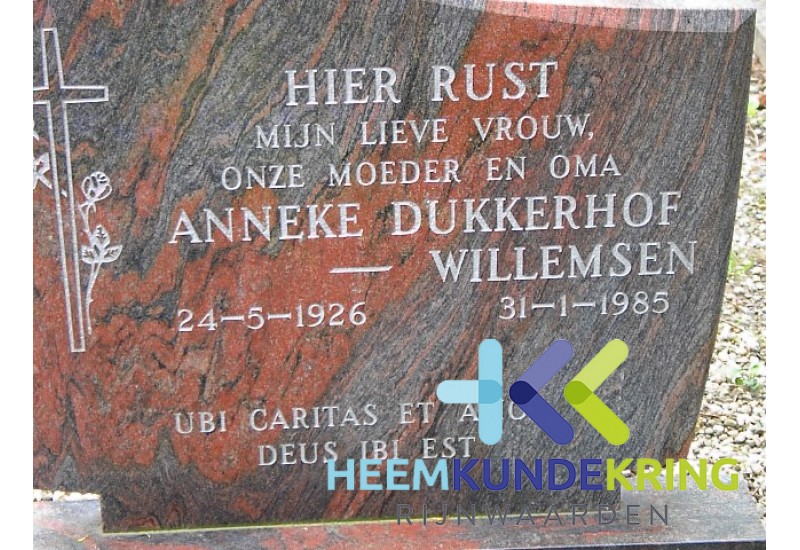 HIER RUST
MIJN LIEVE VROUW,
ONZE MOEDER EN OMA
ANNEKE DUKKERHOF
— WILLEMSEN
24-5-1926 31-1-1985
UBI CARITAS ET
DEUS IBI EST
HEEMKUNDEKRING
RIJNWAARDEN